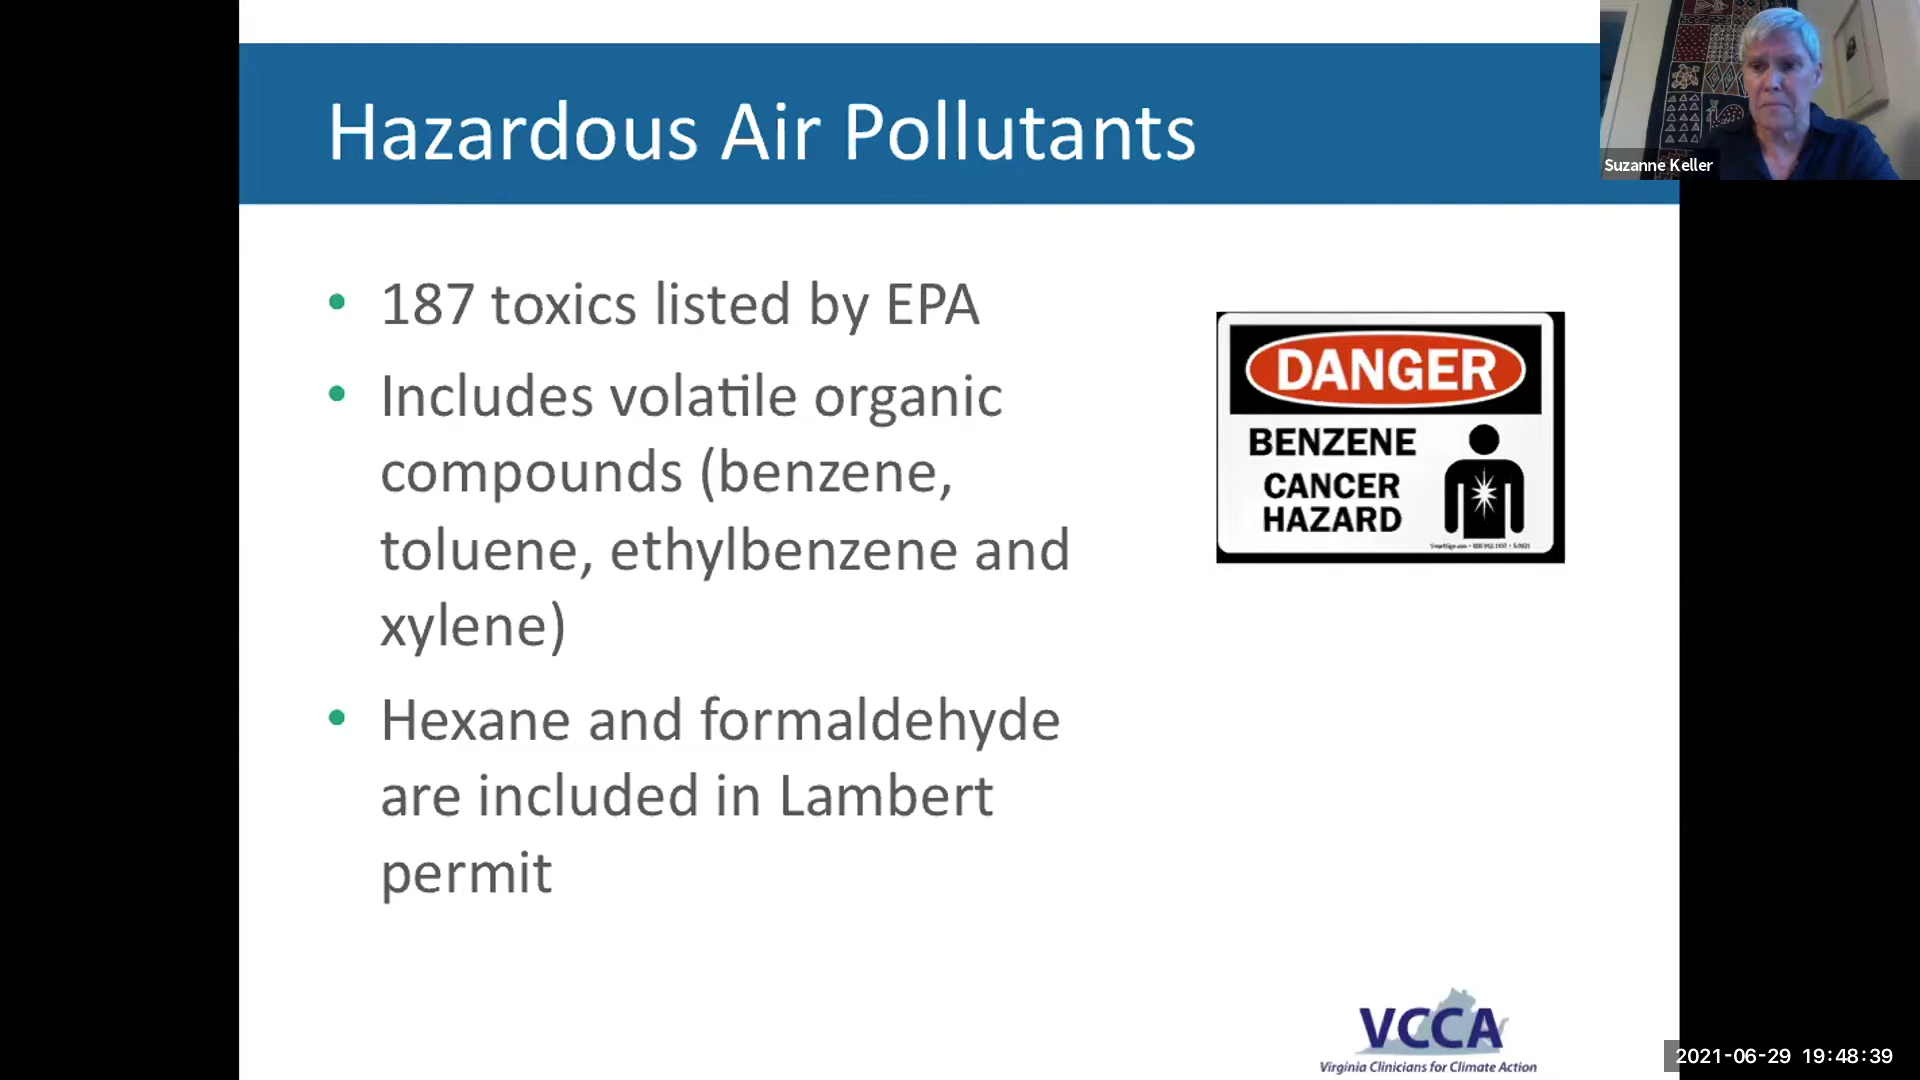 Hazardous Air Pollutants
Suzanne Keller
• 187 toxics listed by EPA
• Includes volatile organic
compounds (benzene,
toluene, ethylbenzene and
xylene)
• Hexane and formaldehyde
are included in Lambert
permit
DANGER
BENZENE
CANCER
HAZARD
VCCA
Virginia Clinicians for Climate Action
2021-06-29 19:48:39